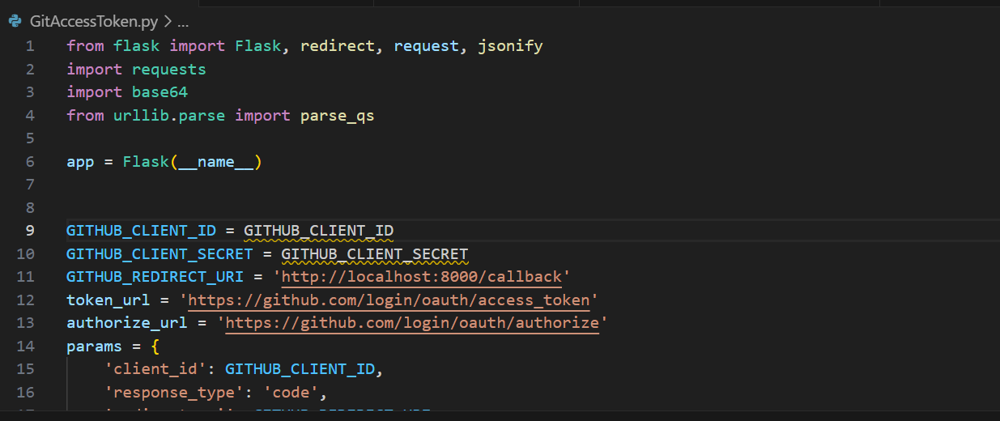 GitAccessToken.py > ...
1 from flask import Flask, redirect, request, jsonify
2 import requests
3 import base64
4 from urllib.parse import parse_qs
5
6 app = Flask(__name__)
7
8
9 GITHUB_CLIENT_ID = GITHUB_CLIENT_ID
10 GITHUB_CLIENT_SECRET = GITHUB_CLIENT_SECRET
11 GITHUB_REDIRECT_URI = 'http://localhost:8000/callback'
12 token_url = 'https://github.com/login/oauth/access_token'
13 authorize_url = 'https://github.com/login/oauth/authorize'
14 params = {
15 'client_id': GITHUB_CLIENT_ID,
16 'response_type': 'code',